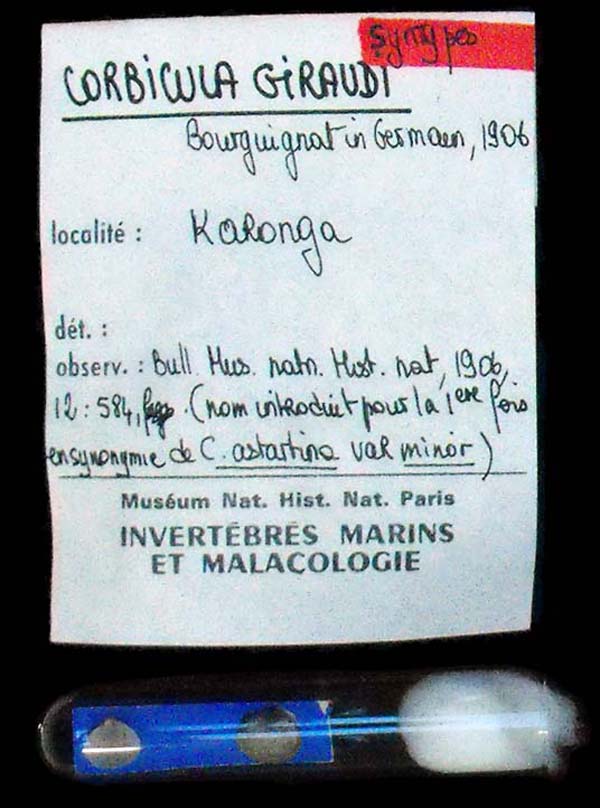 Syntypes
CORBICULA GIRAUDI
Bourguignat in Germain, 1906
localité : Karonga
dét. :
observ. : Bull. Mus. natn. Hist. nat, 1906,
12 : 584, . (nom introduit pour la 1ere fois
en synonymie de C. astartina var minor)
Muséum Nat. Hist. Nat. Paris
INVERTÉBRÉS MARINS
ET MALACOLOGIE